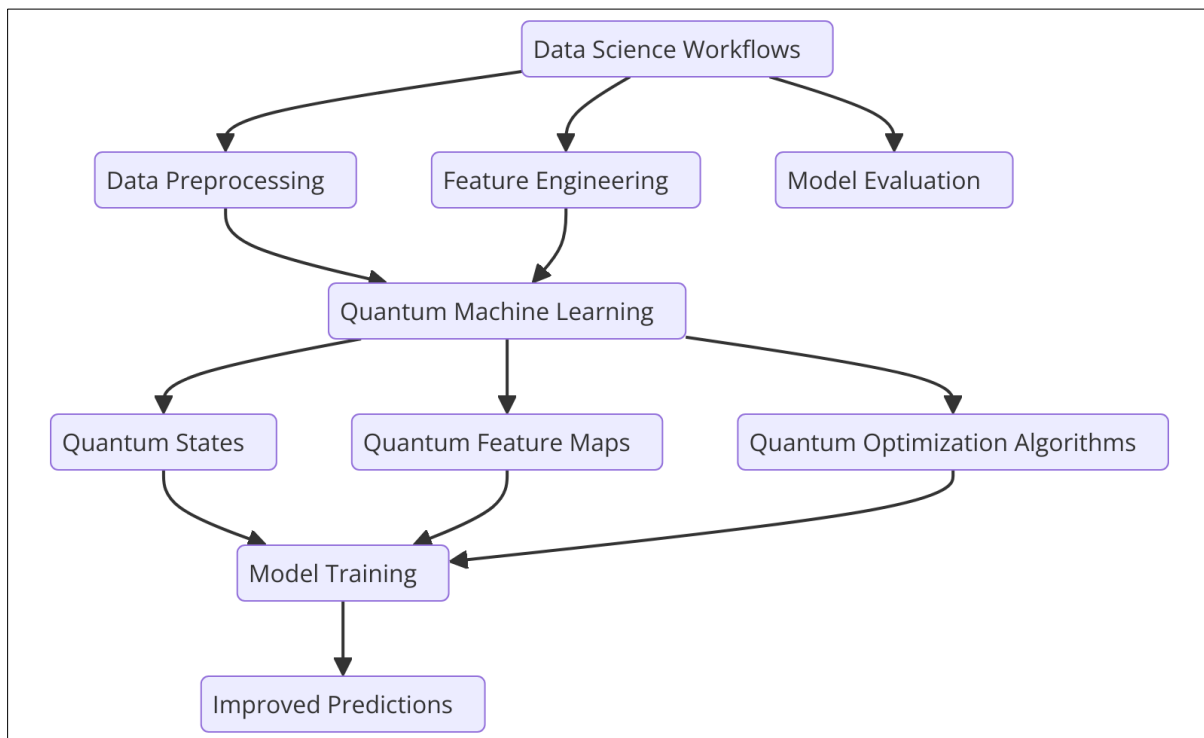 Data Science Workflows
Data Preprocessing
Feature Engineering
Model Evaluation
Quantum Machine Learning
Quantum States
Quantum Feature Maps
Quantum Optimization Algorithms
Model Training
Improved Predictions